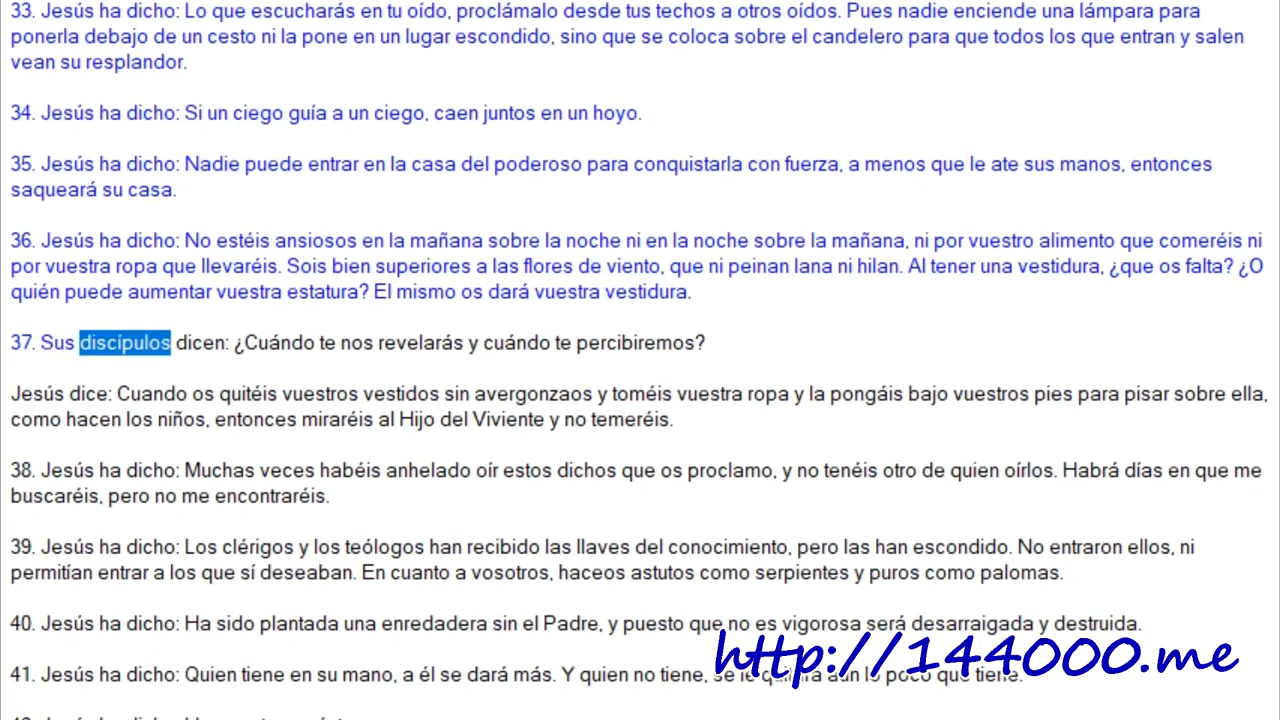 33. Jesús ha dicho: Lo que escucharás en tu oído, proclámalo desde tus techos a otros oídos. Pues nadie enciende una lámpara para
ponerla debajo de un cesto ni la pone en un lugar escondido, sino que se coloca sobre el candelero para que todos los que entran y salen
vean su resplandor.
34. Jesús ha dicho: Si un ciego guía a un ciego, caen juntos en un hoyo.
35. Jesús ha dicho: Nadie puede entrar en la casa del poderoso para conquistarla con fuerza, a menos que le ate sus manos, entonces
saqueará su casa.
36. Jesús ha dicho: No estéis ansiosos en la mañana sobre la noche ni en la noche sobre la mañana, ni por vuestro alimento que comeréis ni
por vuestra ropa que llevaréis. Sois bien superiores a las flores de viento, que ni peinan lana ni hilan. Al tener una vestidura, ¿que os falta? ¿O
quién puede aumentar vuestra estatura? El mismo os dará vuestra vestidura.
37. Sus discípulos dicen: ¿Cuándo te nos revelarás y cuándo te percibiremos?
Jesús dice: Cuando os quitéis vuestros vestidos sin avergonzaos y toméis vuestra ropa y la pongáis bajo vuestros pies para pisar sobre ella,
como hacen los niños, entonces miraréis al Hijo del Viviente y no temeréis.
38. Jesús ha dicho: Muchas veces habéis anhelado oír estos dichos que os proclamo, y no tenéis otro de quien oírlos. Habrá días en que me
buscaréis, pero no me encontraréis.
39. Jesús ha dicho: Los clérigos y los teólogos han recibido las llaves del conocimiento, pero las han escondido. No entraron ellos, ni
permitían entrar a los que sí deseaban. En cuanto a vosotros, haceos astutos como serpientes y puros como palomas.
40. Jesús ha dicho: Ha sido plantada una enredadera sin el Padre, y puesto que no es vigorosa será desarraigada y destruida.
41. Jesús ha dicho: Quien tiene en su mano, a él se dará más. Y quien no tiene, se le quitará aún lo poco que tiene.
http://144000.me